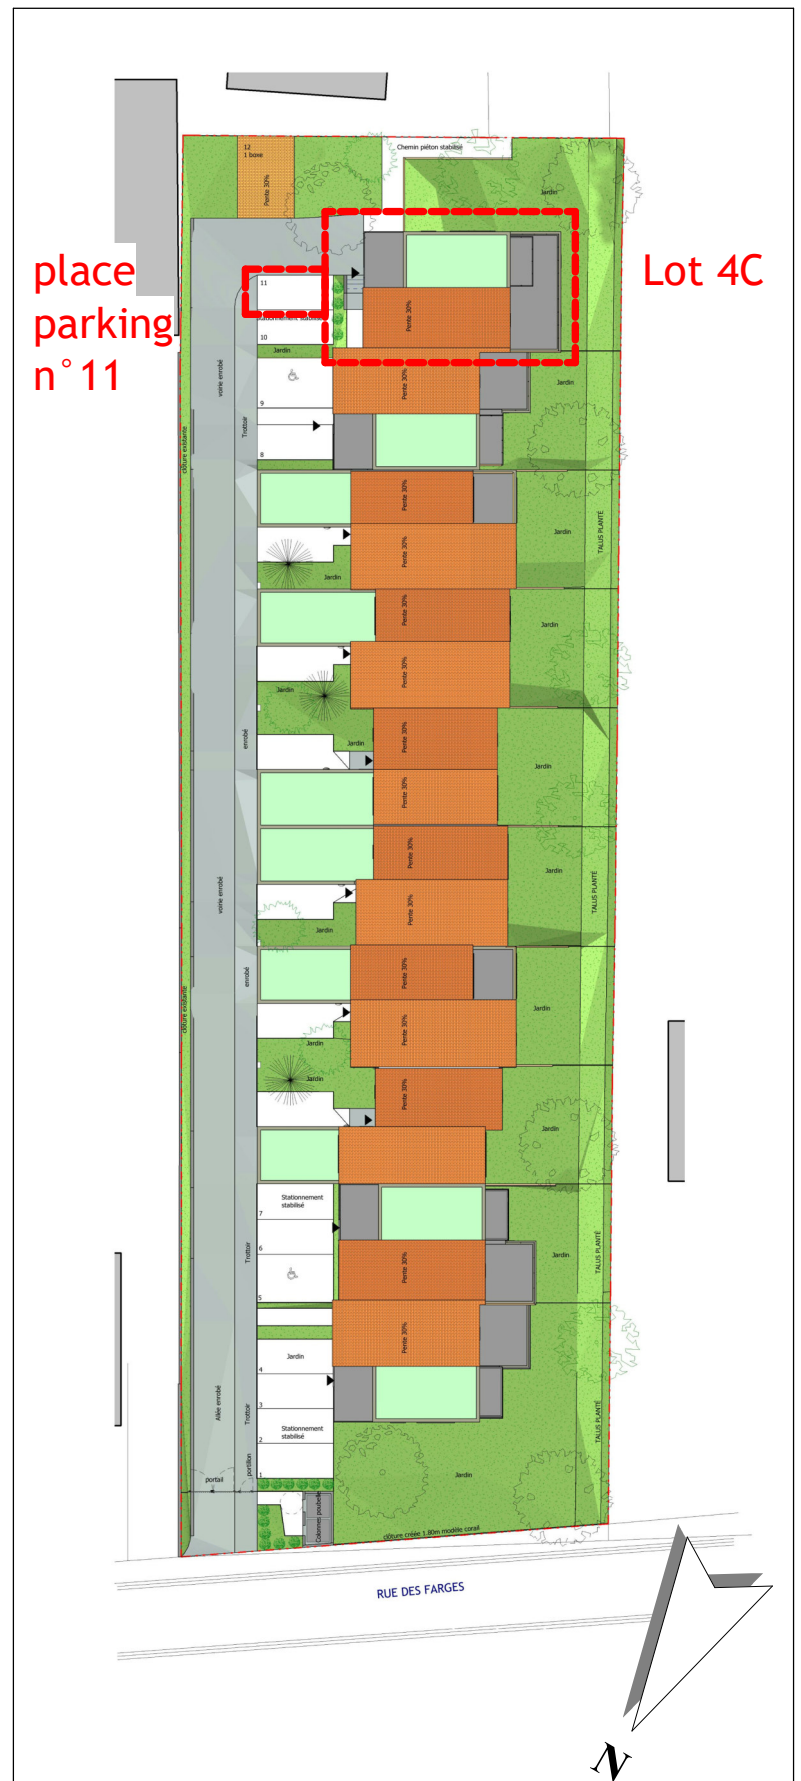 12
1 boxe
Pente 30%
Chemin piéton stabilisé
Jardin
place
parking
n°11
Lot 4C
11
Stationnement stabilisé
10
Pente 30%
Jardin
voirie enrobé
Trottoir
clôture existante
9
8
Pente 30%
Jardin
Pente 30%
Pente 30%
Jardin
Jardin
TALUS PLANTÉ
Pente 30%
Pente 30%
Jardin
Jardin
enrobé
Jardin
Pente 30%
Pente 30%
Jardin
voirie enrobé
Pente 30%
Pente 30%
Jardin
Jardin
TALUS PLANTÉ
enrobé
clôture existante
Pente 30%
Pente 30%
Jardin
Jardin
Jardin
Pente 30%
Jardin
Stationnement
stabilisé
7
6
5
Trottoir
Pente 30%
Jardin
TALUS PLANTÉ
Pente 30%
Jardin
4
3
Stationnement
stabilisé
2
1
Allée enrobé
Trottoir
TALUS PLANTÉ
portail
portillon
Jardin
Colonnes poubelle
clôture créée 1.80m modèle corail
RUE DES FARGES
N